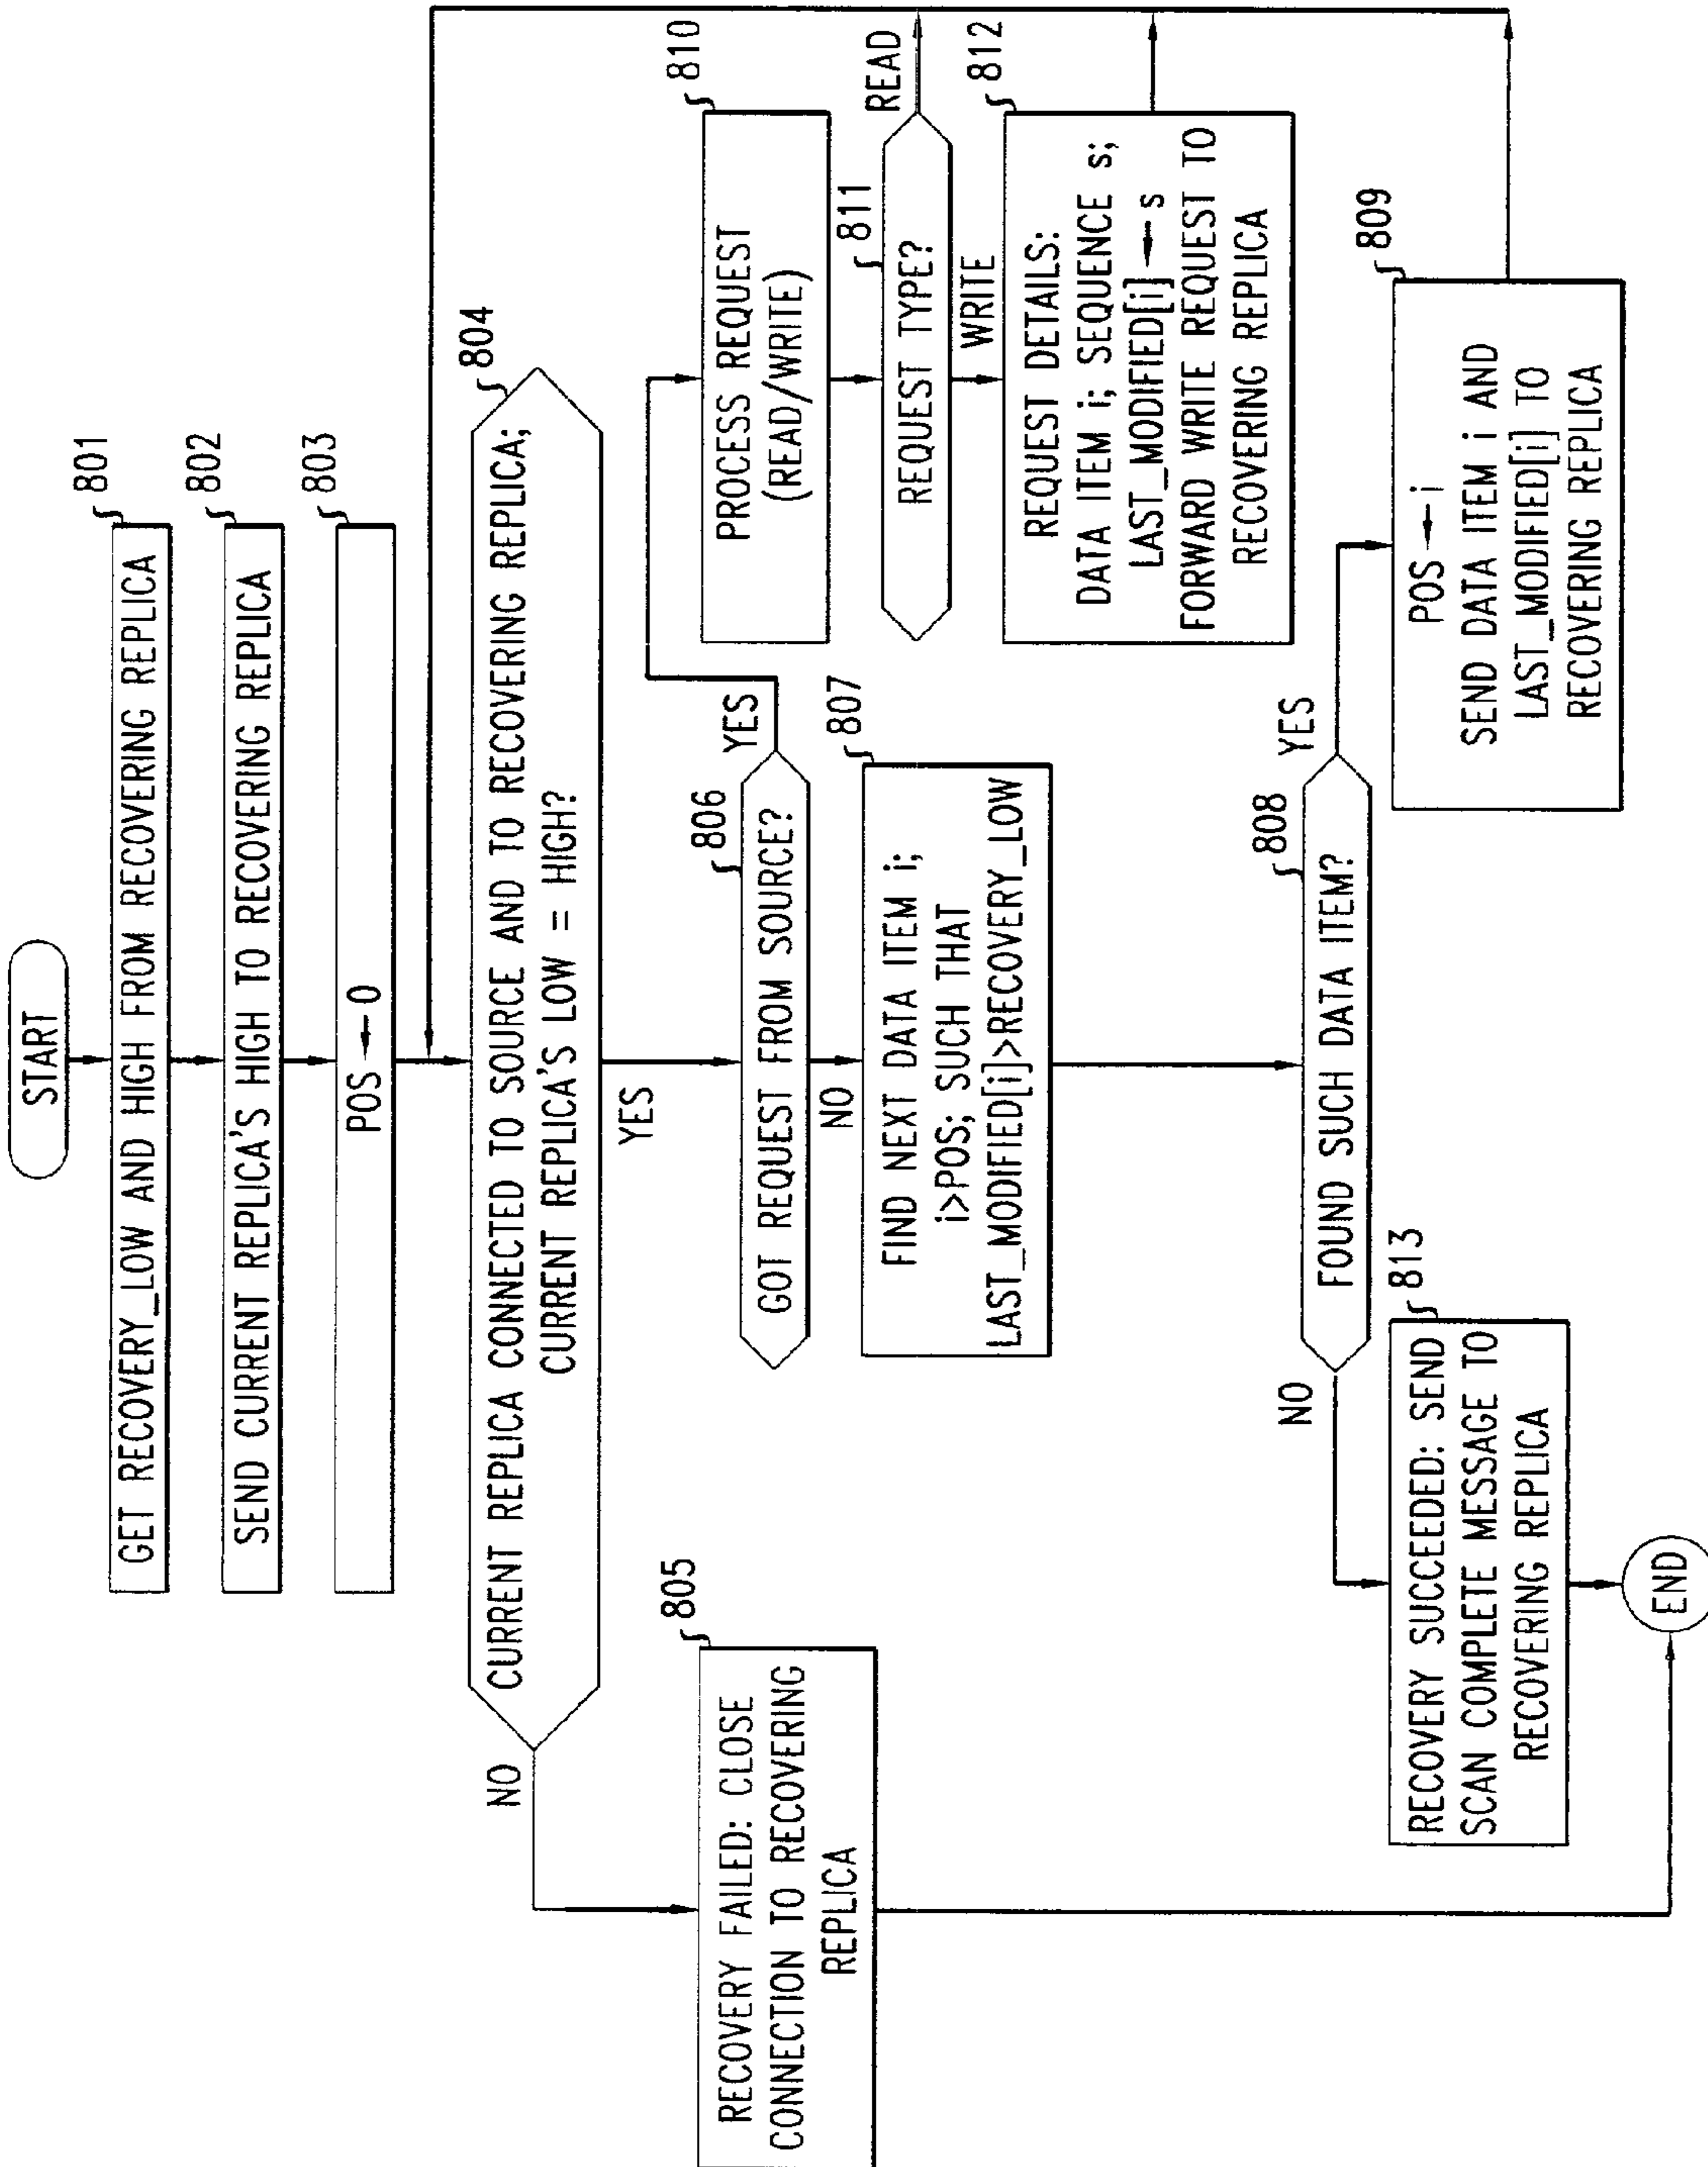 START
801
GET RECOVERY_LOW AND HIGH FROM RECOVERING REPLICA
802
SEND CURRENT REPLICA'S HIGH TO RECOVERING REPLICA
803
POS ← 0
804
CURRENT REPLICA CONNECTED TO SOURCE AND TO RECOVERING REPLICA;
CURRENT REPLICA'S LOW = HIGH?
NO
YES
805
RECOVERY FAILED: CLOSE
CONNECTION TO RECOVERING
REPLICA
806
GOT REQUEST FROM SOURCE?
YES
NO
810
PROCESS REQUEST
(READ/WRITE)
811
REQUEST TYPE?
READ
WRITE
812
REQUEST DETAILS:
DATA ITEM i; SEQUENCE s;
LAST_MODIFIED[i] ← s
FORWARD WRITE REQUEST TO
RECOVERING REPLICA
807
FIND NEXT DATA ITEM i;
i>POS; SUCH THAT
LAST_MODIFIED[i]>RECOVERY_LOW
808
FOUND SUCH DATA ITEM?
YES
NO
809
POS ← i
SEND DATA ITEM i AND
LAST_MODIFIED[i] TO
RECOVERING REPLICA
813
RECOVERY SUCCEEDED: SEND
SCAN COMPLETE MESSAGE TO
RECOVERING REPLICA
END